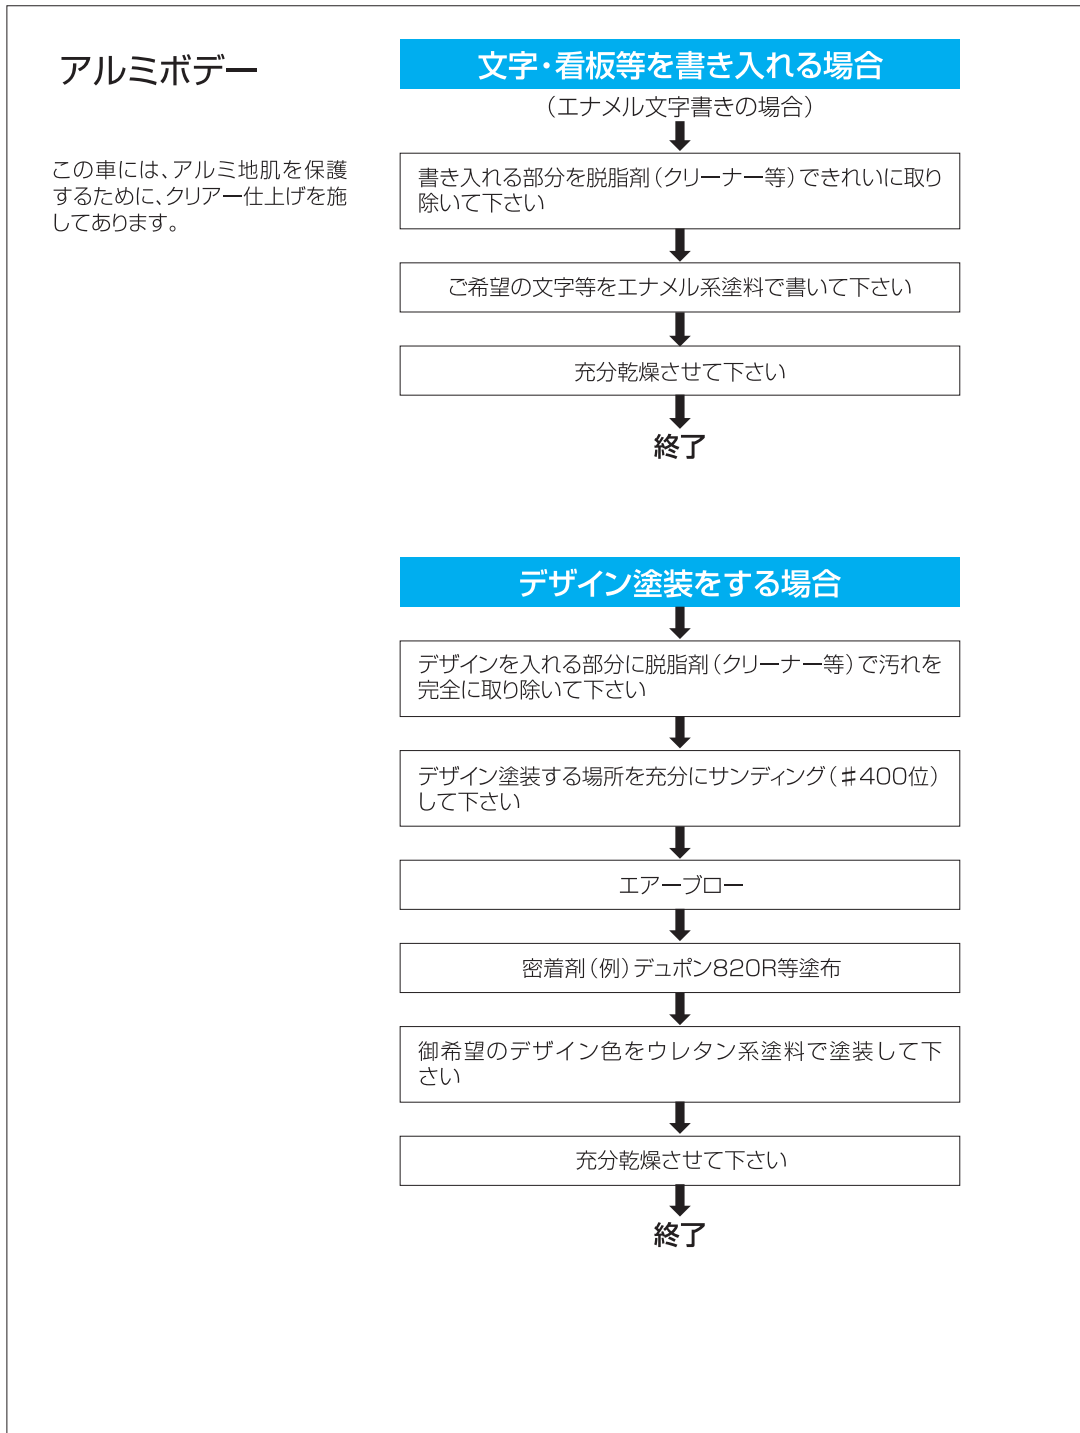 アルミボデー
この車には、アルミ地肌を保護
するために、クリアー仕上げを施
してあります。
文字・看板等を書き入れる場合
（エナメル文字書きの場合）
書き入れる部分を脱脂剤（クリーナー等）できれいに取り
除いて下さい
ご希望の文字等をエナメル系塗料で書いて下さい
充分乾燥させて下さい
終了
デザイン塗装をする場合
デザインを入れる部分に脱脂剤（クリーナー等）で汚れを
完全に取り除いて下さい
デザイン塗装する場所を充分にサンディング（♯400位）
して下さい
エアーブロー
密着剤（例）デュポン820R等塗布
御希望のデザイン色をウレタン系塗料で塗装して下
さい
充分乾燥させて下さい
終了